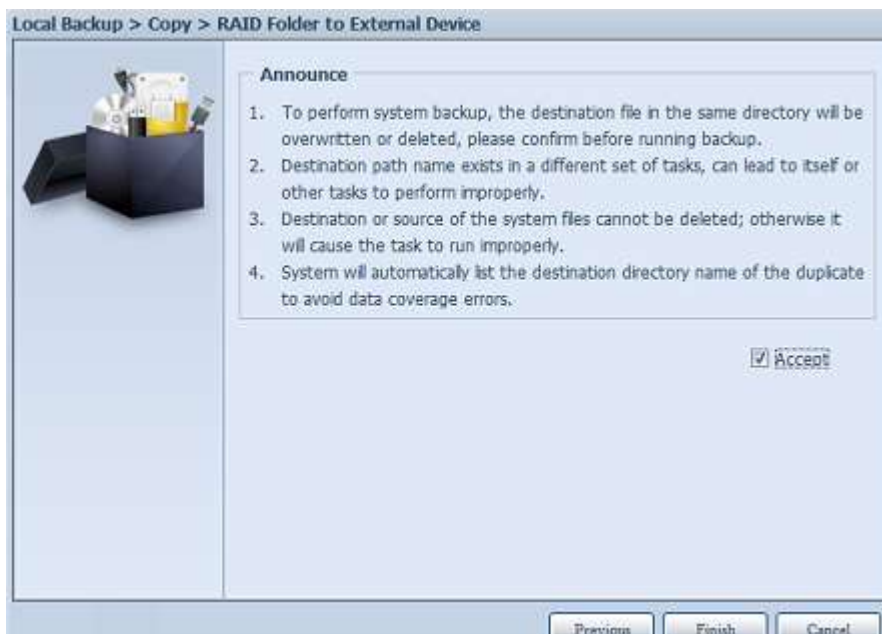 Local Backup > Copy > RAID Folder to External Device
Announce
1. To perform system backup, the destination file in the same directory will be
overwritten or deleted, please confirm before running backup.
2. Destination path name exists in a different set of tasks, can lead to itself or
other tasks to perform improperly.
3. Destination or source of the system files cannot be deleted; otherwise it
will cause the task to run improperly.
4. System will automatically list the destination directory name of the duplicate
to avoid data coverage errors.
Accept
Previous
Finish
Cancel